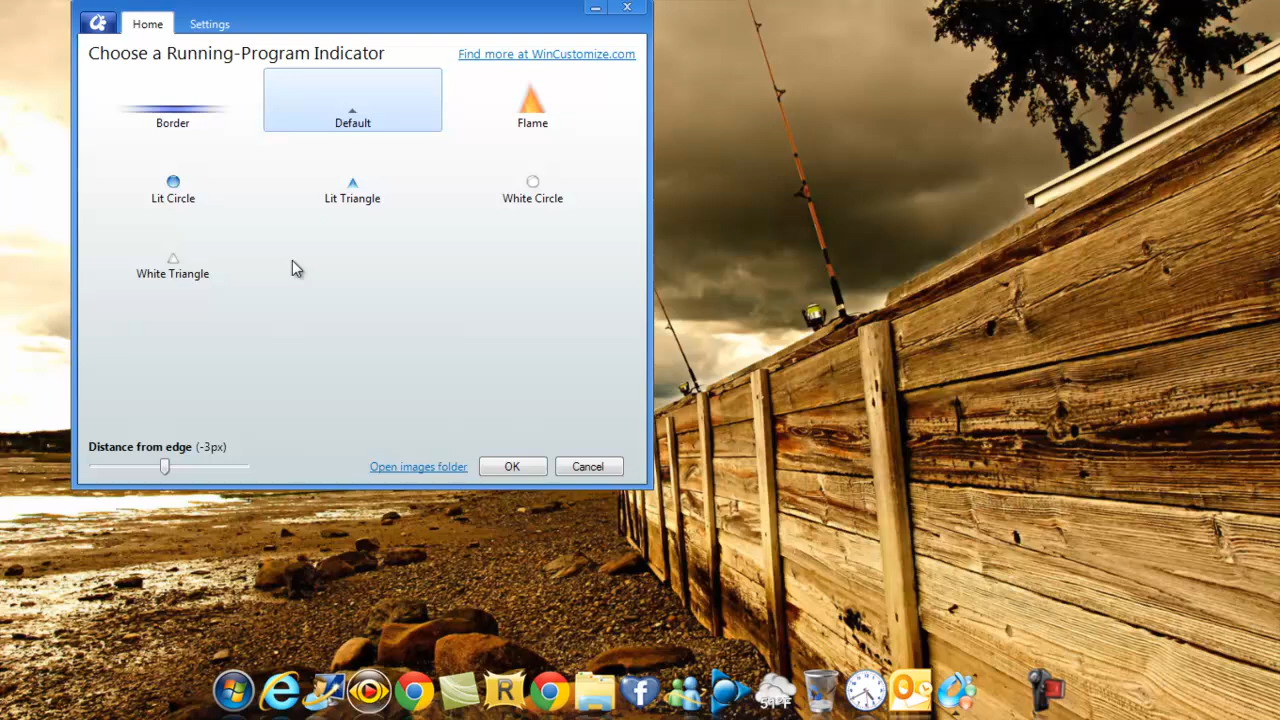 Home Settings
Choose a Running-Program Indicator
Find more at WinCustomize.com
Border
Default
Flame
Lit Circle
Lit Triangle
White Circle
White Triangle
Distance from edge (-3px)
Open images folder
OK
Cancel
R
f
54°F